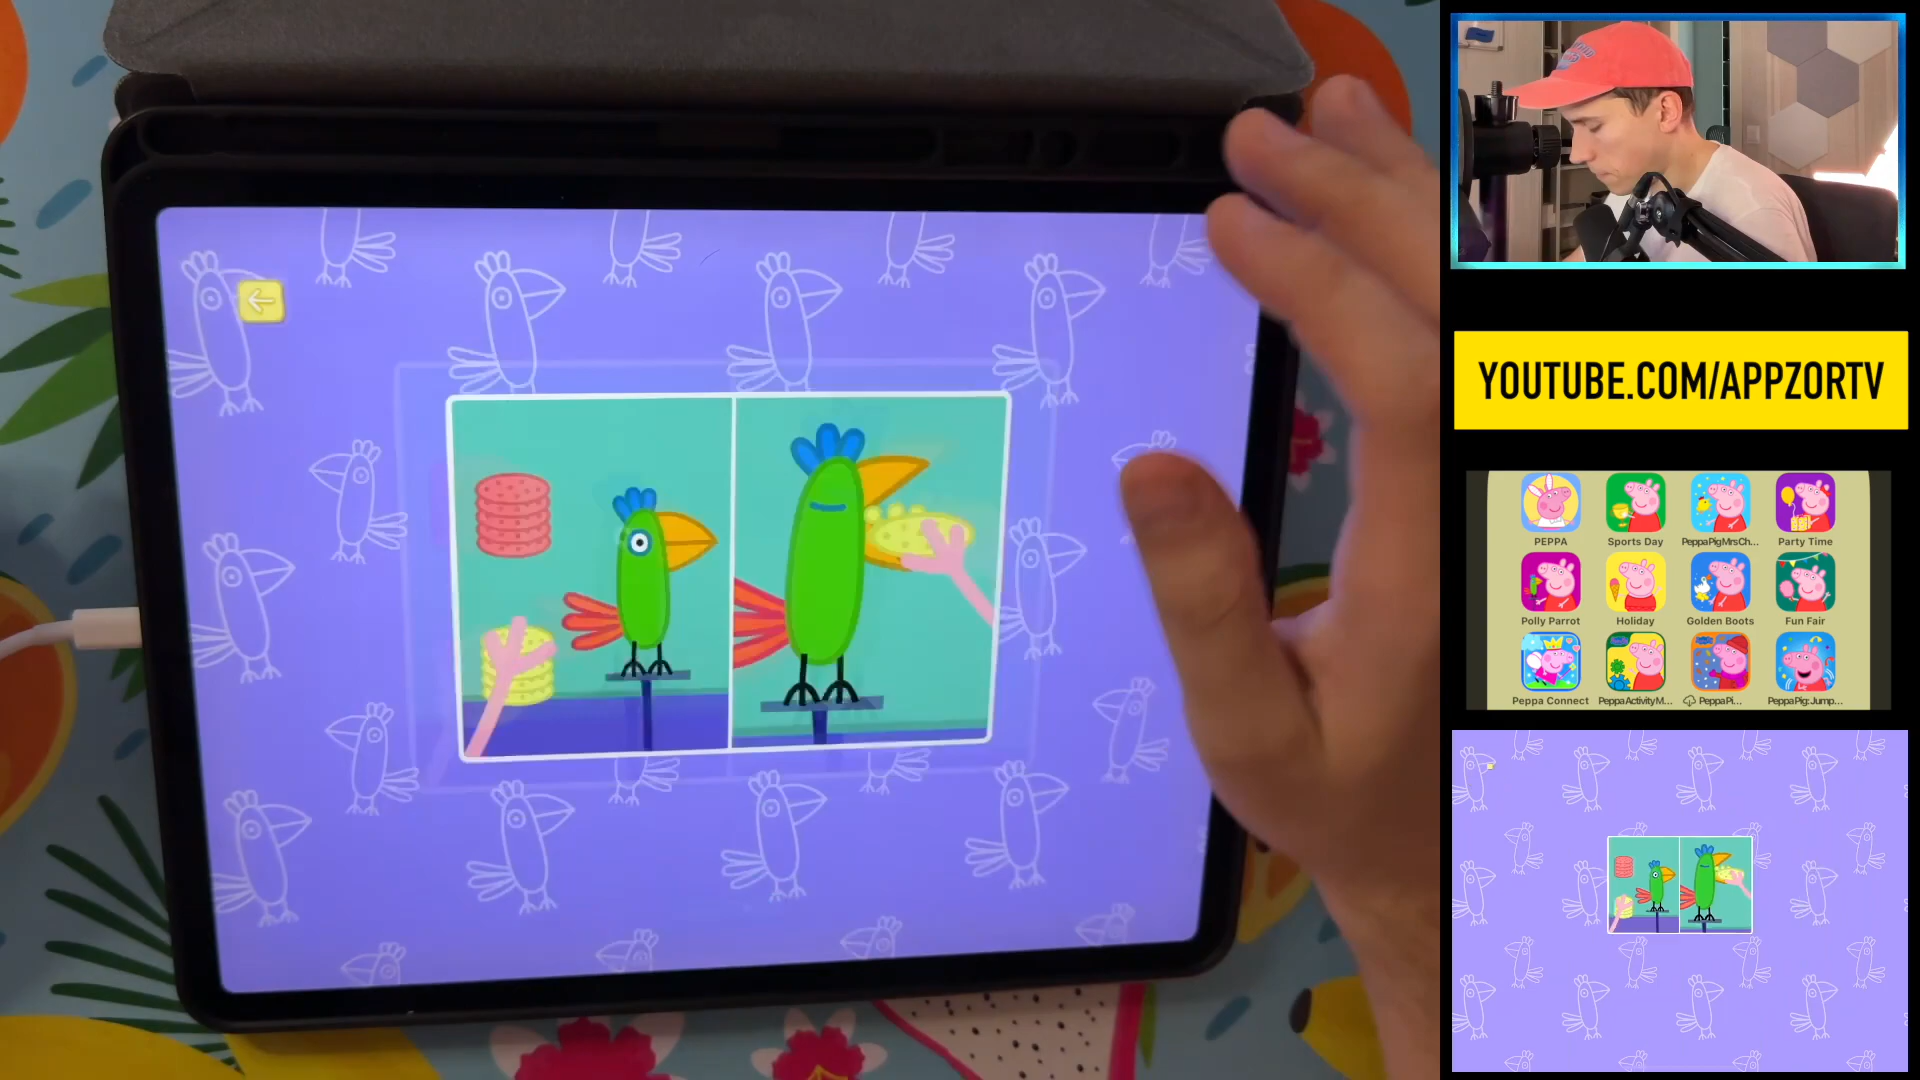 YOUTUBE.COM/APPZORTV
PEPPA
Sports Day
PeppaPigMrsCh...
Party Time
Polly Parrot
Holiday
Golden Boots
Fun Fair
Peppa Connect
PeppaActivityM...
PeppaPi...
PeppaPig:Jump...